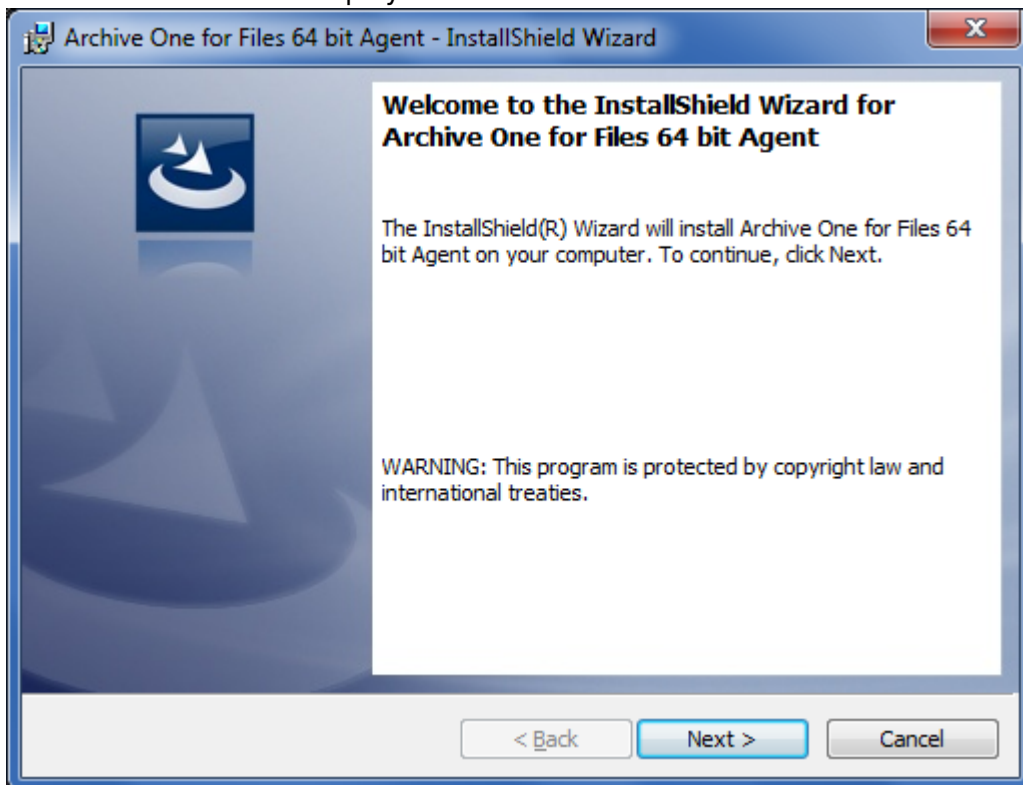 Archive One for Files 64 bit Agent - InstallShield Wizard
Welcome to the InstallShield Wizard for
Archive One for Files 64 bit Agent
The InstallShield(R) Wizard will install Archive One for Files 64
bit Agent on your computer. To continue, click Next.
WARNING: This program is protected by copyright law and
international treaties.
< Back Next > Cancel